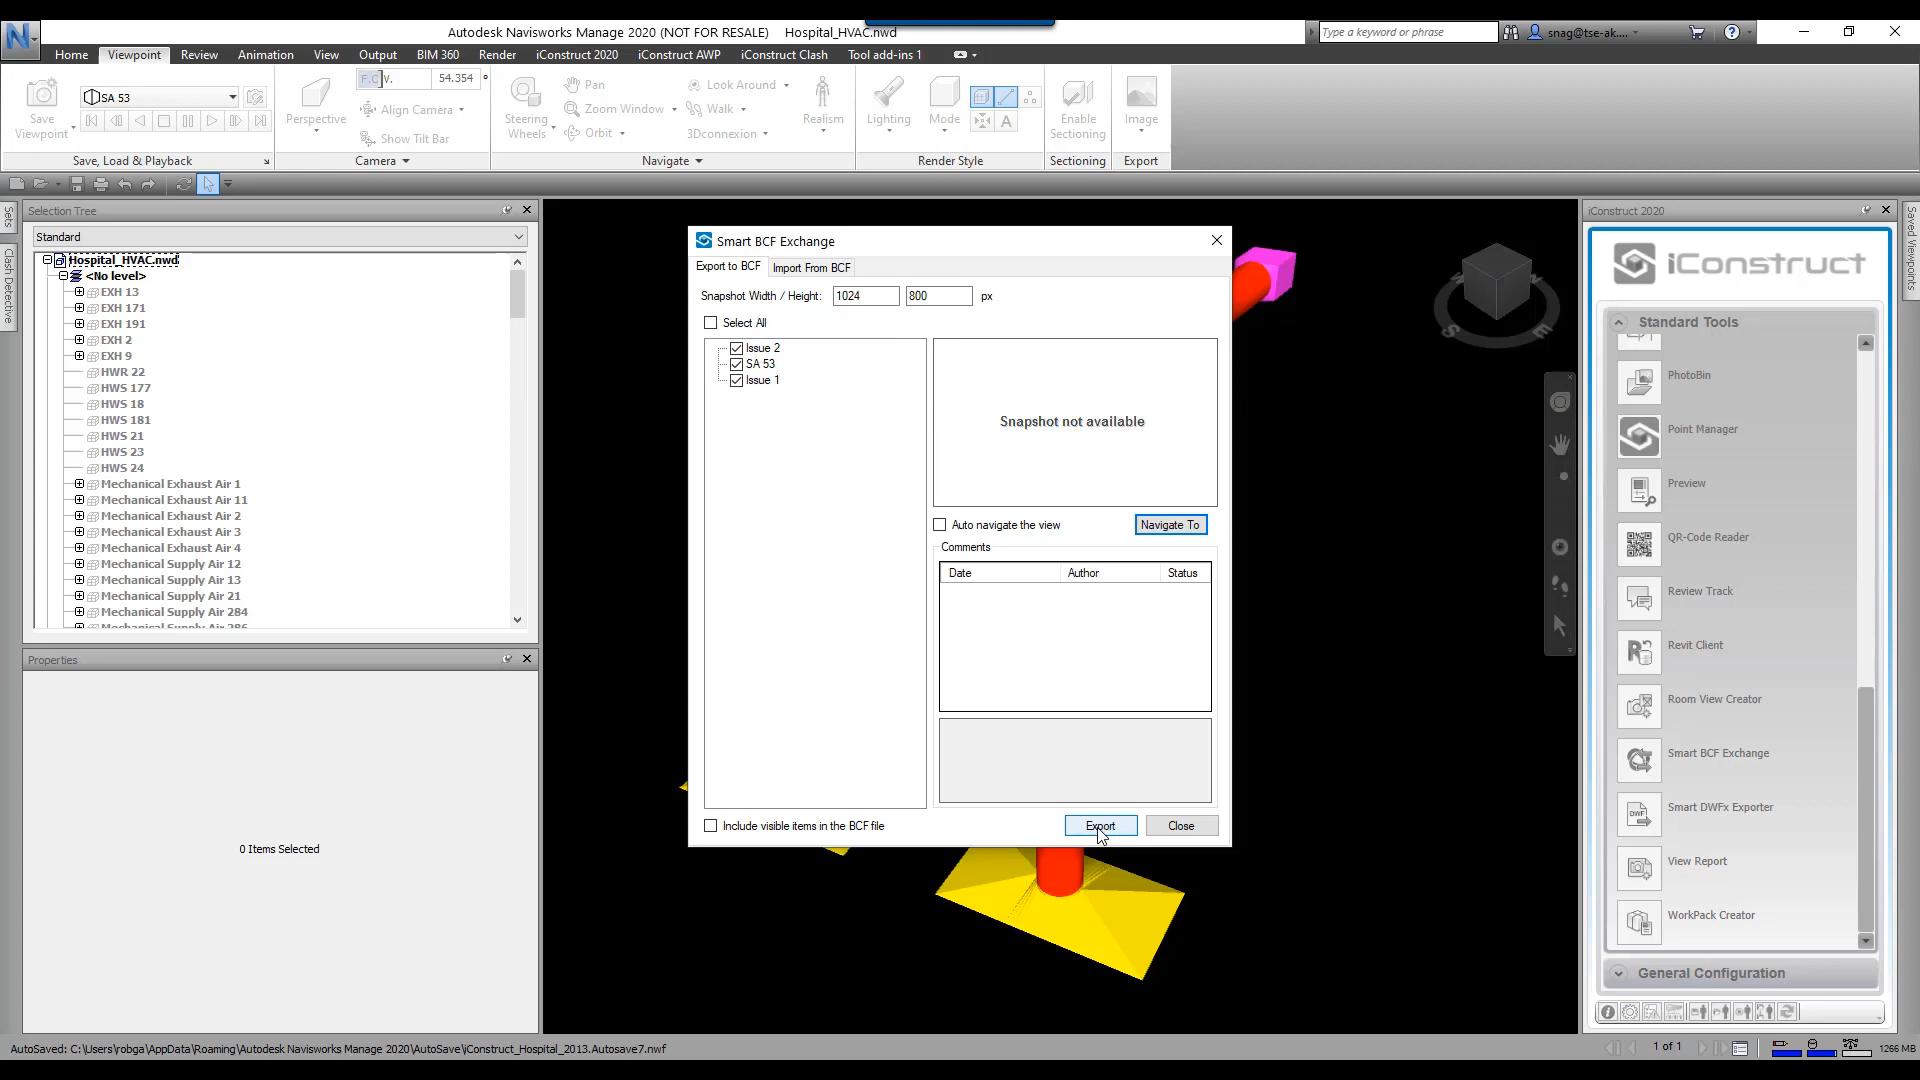 Autodesk Navisworks Manage 2020 (NOT FOR RESALE) Hospital_HVAC.nwd
Type a keyword or phrase
snag@tse-ak....
Home Viewpoint Review Animation View Output BIM 360 Render iConstruct 2020 iConstruct AWP iConstruct Clash Tool add-ins 1
Save Viewpoint
SA 53
Save, Load & Playback
Perspective
F.O.V. 54.354 °
Align Camera
Show Tilt Bar
Camera
Steering Wheels
Pan
Zoom Window
Orbit
Look Around
Walk
3Dconnexion
Realism
Navigate
Lighting
Mode
A
Render Style
Enable Sectioning
Sectioning
Image
Export
Sets
Clash Detective
Selection Tree
Standard
Hospital_HVAC.nwd
<No level>
EXH 13
EXH 171
EXH 191
EXH 2
EXH 9
HWR 22
HWS 177
HWS 18
HWS 181
HWS 21
HWS 23
HWS 24
Mechanical Exhaust Air 1
Mechanical Exhaust Air 11
Mechanical Exhaust Air 2
Mechanical Exhaust Air 3
Mechanical Exhaust Air 4
Mechanical Supply Air 12
Mechanical Supply Air 13
Mechanical Supply Air 21
Mechanical Supply Air 284
Mechanical Supply Air 286
Properties
0 Items Selected
Smart BCF Exchange
Export to BCF Import From BCF
Snapshot Width / Height: 1024 800 px
Select All
Issue 2
SA 53
Issue 1
Snapshot not available
Auto navigate the view Navigate To
Comments
Date Author Status
Include visible items in the BCF file
Export Close
S E
iConstruct 2020
Saved Viewpoints
iConstruct
Standard Tools
PhotoBin
Point Manager
Preview
QR-Code Reader
Review Track
Revit Client
Room View Creator
Smart BCF Exchange
Smart DWFx Exporter
View Report
WorkPack Creator
General Configuration
AutoSaved: C:\Users\robga\AppData\Roaming\Autodesk Navisworks Manage 2020\AutoSave\iConstruct_Hospital_2013.Autosave7.nwf
1 of 1
1266 MB